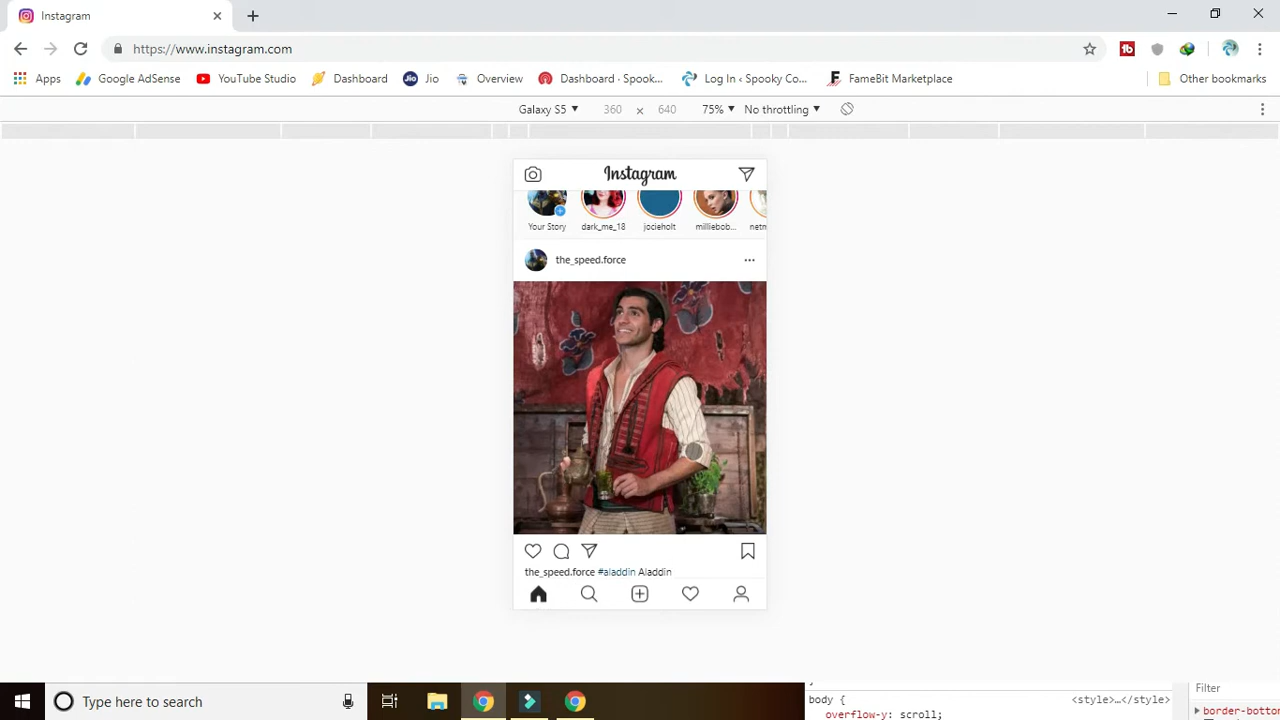 Instagram
https://www.instagram.com
Apps Google AdSense YouTube Studio Dashboard Jio Overview Dashboard - Spook... Log In ‹ Spooky Co... FameBit Marketplace Other bookmarks
Galaxy S5 360 × 640 75% No throttling
Instagram
Your Story dark_me_18 jocieholt milliebob... netm
the_speed.force
the_speed.force #aladdin Aladdin
Type here to search
body { <style>…</style>
overflow-y: scroll;
Filter
border-bottor